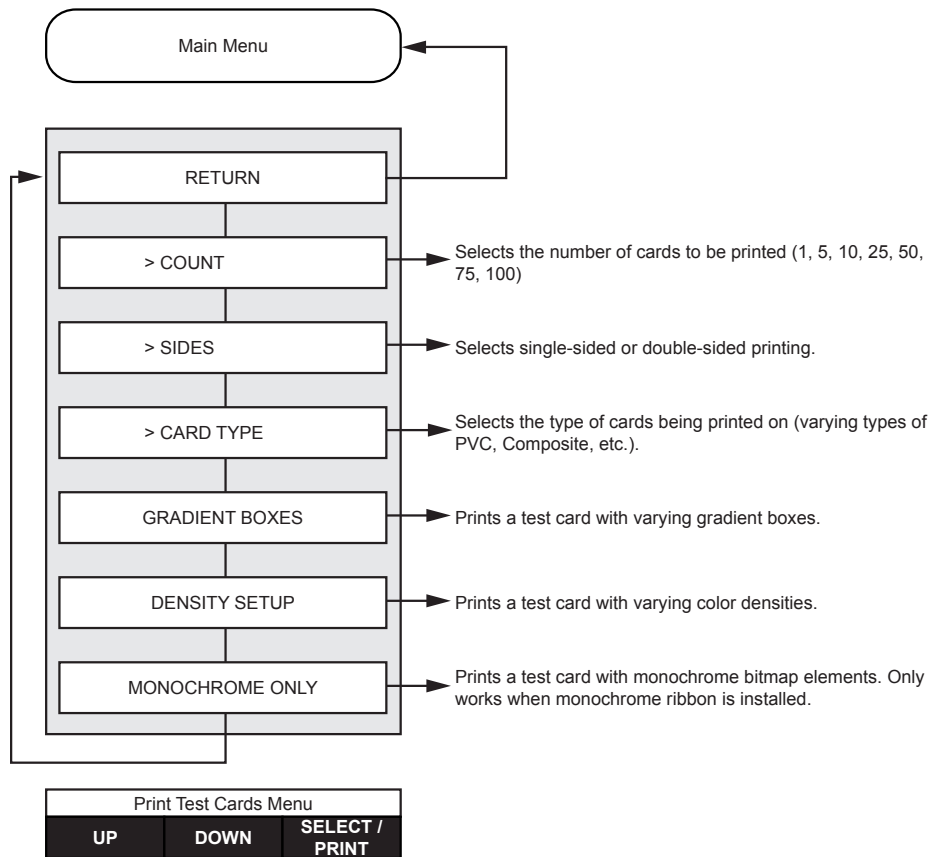 Main Menu
RETURN
> COUNT
Selects the number of cards to be printed (1, 5, 10, 25, 50,
75, 100)
> SIDES
Selects single-sided or double-sided printing.
> CARD TYPE
Selects the type of cards being printed on (varying types of
PVC, Composite, etc.).
GRADIENT BOXES
Prints a test card with varying gradient boxes.
DENSITY SETUP
Prints a test card with varying color densities.
MONOCHROME ONLY
Prints a test card with monochrome bitmap elements. Only
works when monochrome ribbon is installed.
Print Test Cards Menu
UP
DOWN
SELECT /
PRINT